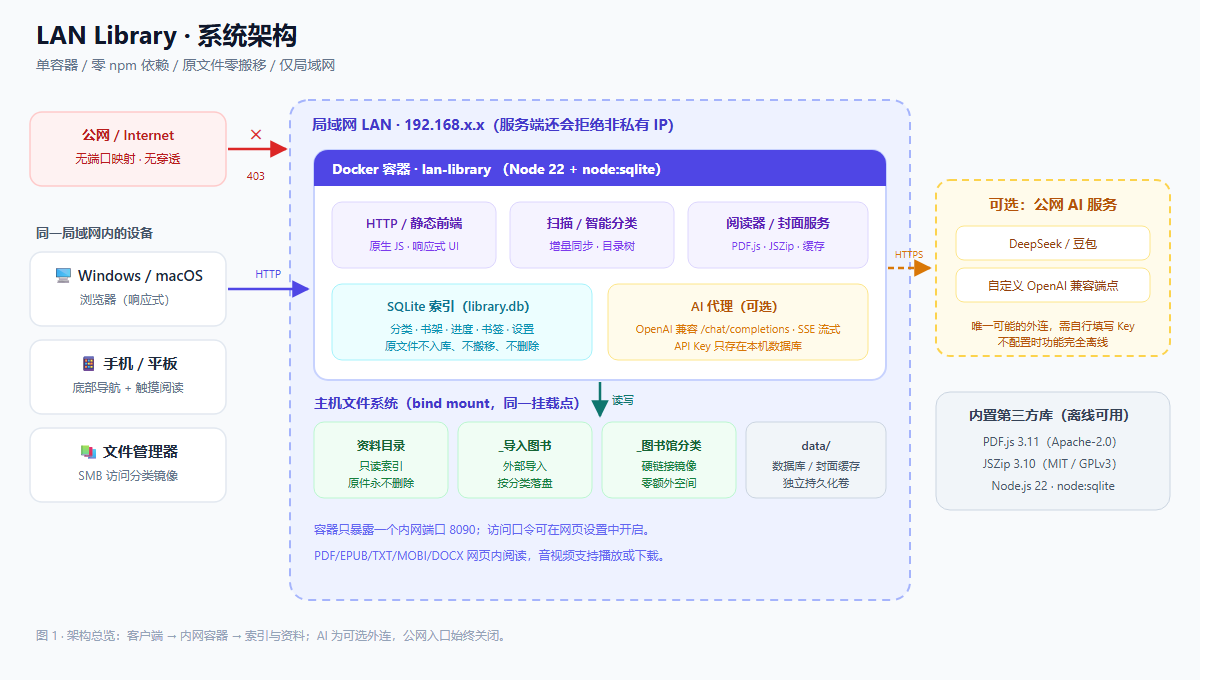 LAN Library · 系统架构
单容器 / 零 npm 依赖 / 原文件零搬移 / 仅局域网
公网 / Internet
无端口映射 · 无穿透
✕
403
同一局域网内的设备
Windows / macOS
浏览器（响应式）
手机 / 平板
底部导航 + 触摸阅读
文件管理器
SMB 访问分类镜像
HTTP
局域网 LAN · 192.168.x.x（服务端还会拒绝非私有 IP）
Docker 容器 · lan-library （Node 22 + node:sqlite）
HTTP / 静态前端
原生 JS · 响应式 UI
扫描 / 智能分类
增量同步 · 目录树
阅读器 / 封面服务
PDF.js · JSZip · 缓存
SQLite 索引（library.db）
分类 · 书架 · 进度 · 书签 · 设置
原文件不入库、不搬移、不删除
AI 代理（可选）
OpenAI 兼容 /chat/completions · SSE 流式
API Key 只存在本机数据库
主机文件系统（bind mount，同一挂载点）
读写
资料目录
只读索引
原件永不删除
_导入图书
外部导入
按分类落盘
_图书馆分类
硬链接镜像
零额外空间
data/
数据库 / 封面缓存
独立持久化卷
容器只暴露一个内网端口 8090；访问口令可在网页设置中开启。
PDF/EPUB/TXT/MOBI/DOCX 网页内阅读，音视频支持播放或下载。
HTTPS
可选：公网 AI 服务
DeepSeek / 豆包
自定义 OpenAI 兼容端点
唯一可能的外连，需自行填写 Key
不配置时功能完全离线
内置第三方库（离线可用）
PDF.js 3.11（Apache-2.0）
JSZip 3.10（MIT / GPLv3）
Node.js 22 · node:sqlite
图 1 · 架构总览：客户端 → 内网容器 → 索引与资料；AI 为可选外连，公网入口始终关闭。